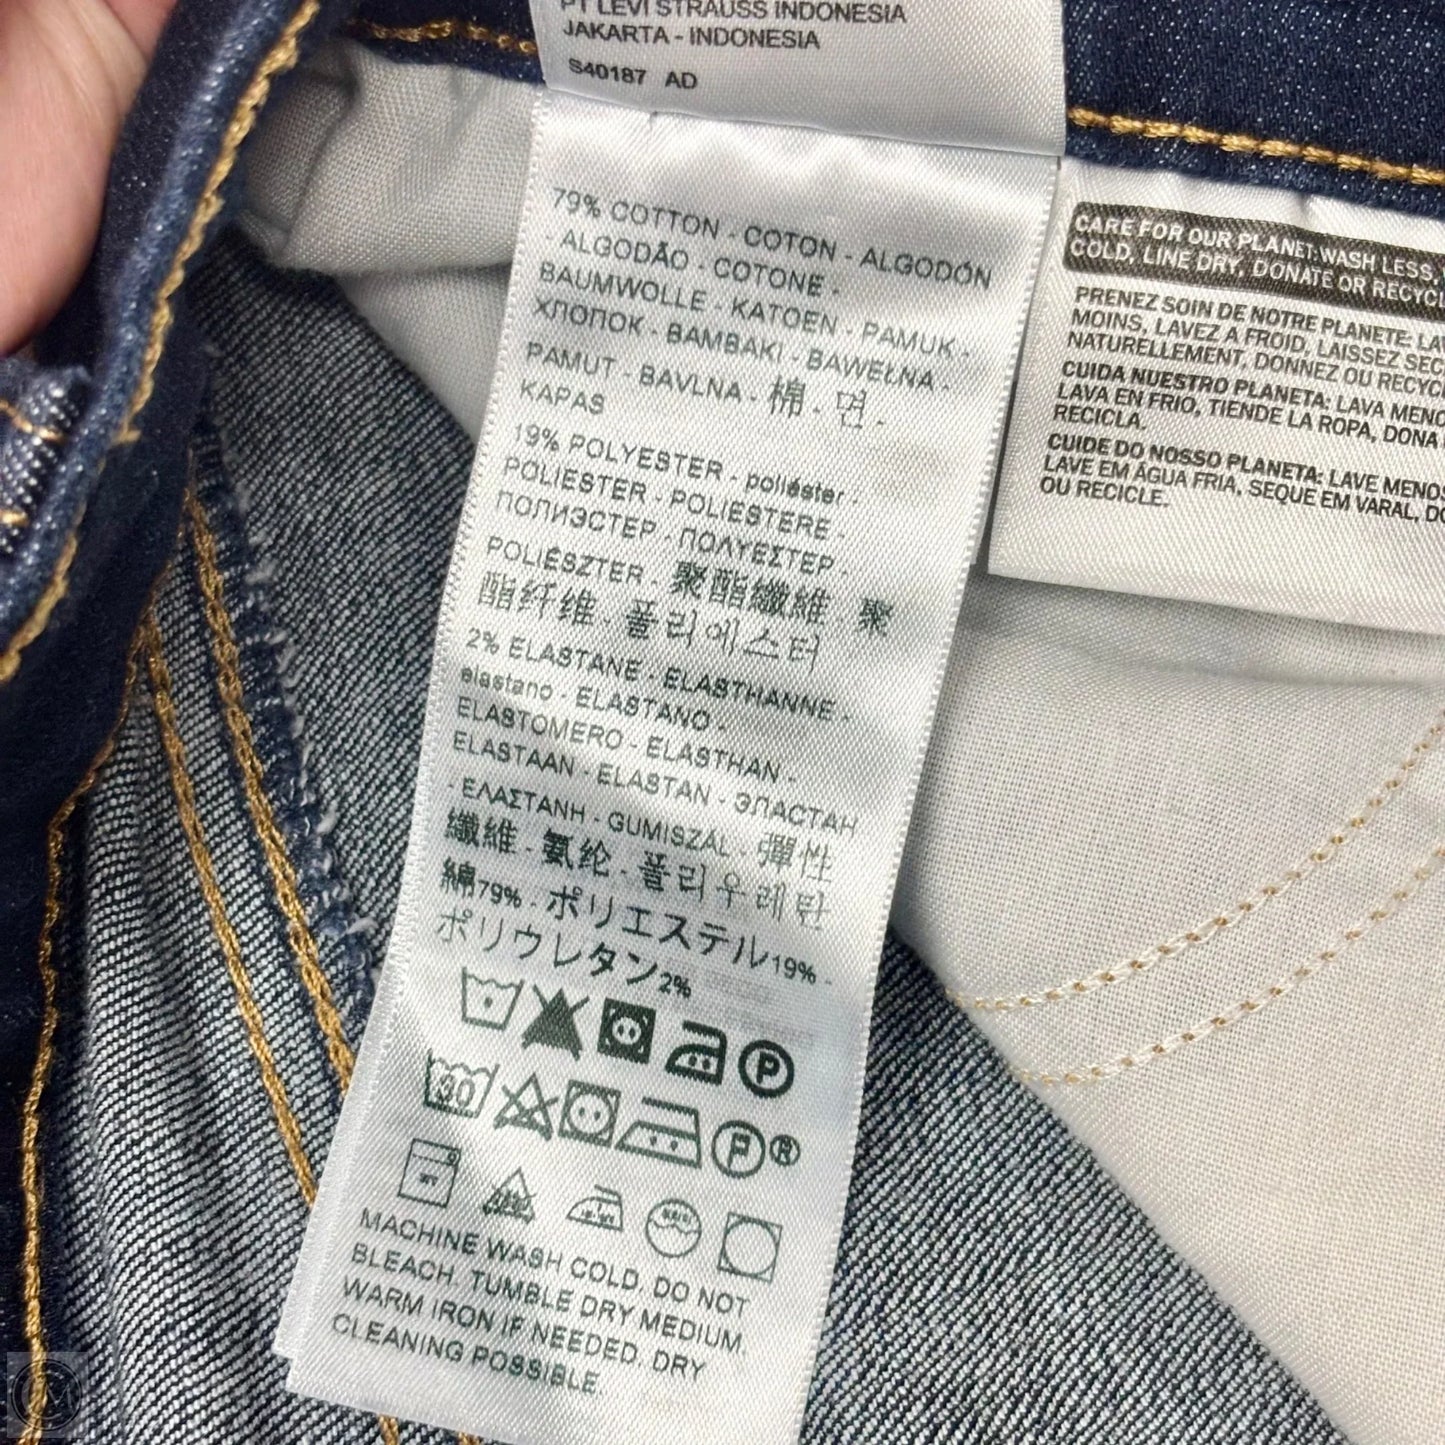 PT LEVI STRAUSS INDONESIA
JAKARTA - INDONESIA
S40187 AD
79% COTTON - COTON - ALGODÓN
- ALGODÃO - COTONE -
BAUMWOLLE - KATOEN - PAMUK -
ХЛОПОК - BAMBAKI - BAWEŁNA -
PAMUT - BAVLNA - 棉 - 면 -
KAPAS
19% POLYESTER - poliéster -
POLIESTER - POLIESTERE -
ПОЛИЭСТЕР - ΠΟΛΥΕΣΤΕΡ -
POLIÉSZTER - 聚酯纖維 聚
酯纤维 - 폴리에스터
2% ELASTANE - ELASTHANNE -
elastano - ELASTANO -
ELASTOMERO - ELASTHAN -
ELASTAAN - ELASTAN - ЭЛАСТАН
- ΕΛΑΣΤΑΝΗ - GUMISZÁL - 彈性
纖維 - 氨纶 - 폴리우레탄
綿79% - ポリエステル19% -
ポリウレタン2%
P
30
P ®
MACHINE WASH COLD. DO NOT
BLEACH. TUMBLE DRY MEDIUM.
WARM IRON IF NEEDED. DRY
CLEANING POSSIBLE.
CARE FOR OUR PLANET: WASH LESS,
COLD, LINE DRY, DONATE OR
PRENEZ SOIN DE NOTRE PLANETE:
MOINS, LAVEZ A FROID, LAISSEZ
NATURELLEMENT, DONNEZ OU
CUIDA NUESTRO PLANETA: LAVA
LAVA EN FRIO, TIENDE LA ROPA, DONA
RECICLA.
CUIDE DO NOSSO PLANETA: LAVE
LAVE EM ÁGUA FRIA, SEQUE EM VARAL,
OU RECICLE.